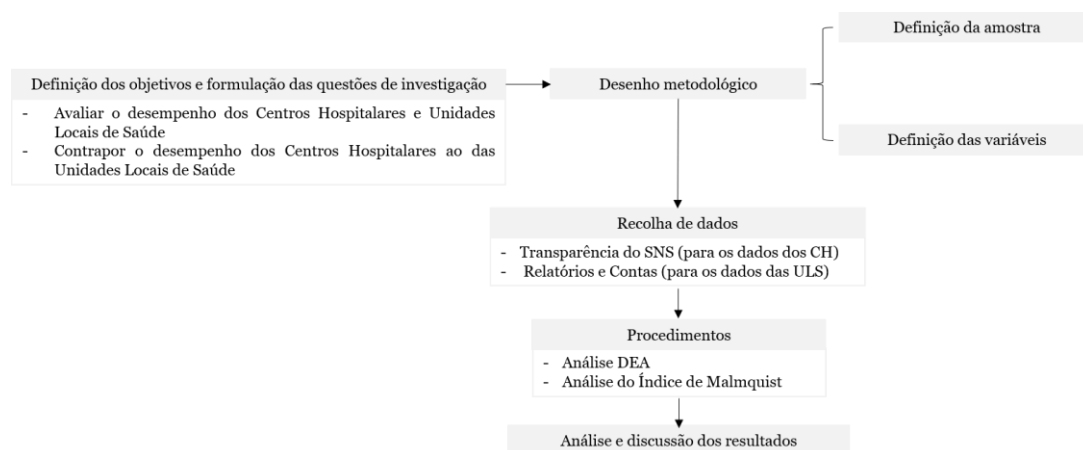 Definição da amostra
Definição dos objetivos e formulação das questões de investigação
- Avaliar o desempenho dos Centros Hospitalares e Unidades
Locais de Saúde
- Contrapor o desempenho dos Centros Hospitalares ao das
Unidades Locais de Saúde
Desenho metodológico
Definição das variáveis
Recolha de dados
- Transparência do SNS (para os dados dos CH)
- Relatórios e Contas (para os dados das ULS)
Procedimentos
- Análise DEA
- Análise do Índice de Malmquist
Análise e discussão dos resultados